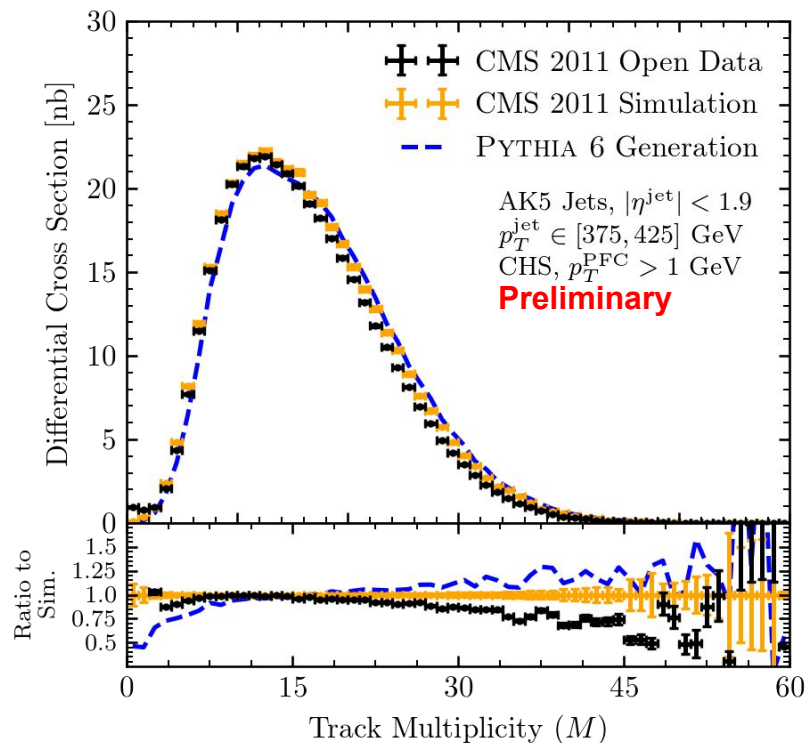 Differential Cross Section [nb]
30
25
20
15
10
5
0
CMS 2011 Open Data
CMS 2011 Simulation
PYTHIA 6 Generation
AK5 Jets, |η^jet| < 1.9
p_T^jet ∈ [375, 425] GeV
CHS, p_T^PFC > 1 GeV
Preliminary
Ratio to
Sim.
1.5
1.25
1.0
0.75
0.5
0
15
30
45
60
Track Multiplicity (M)